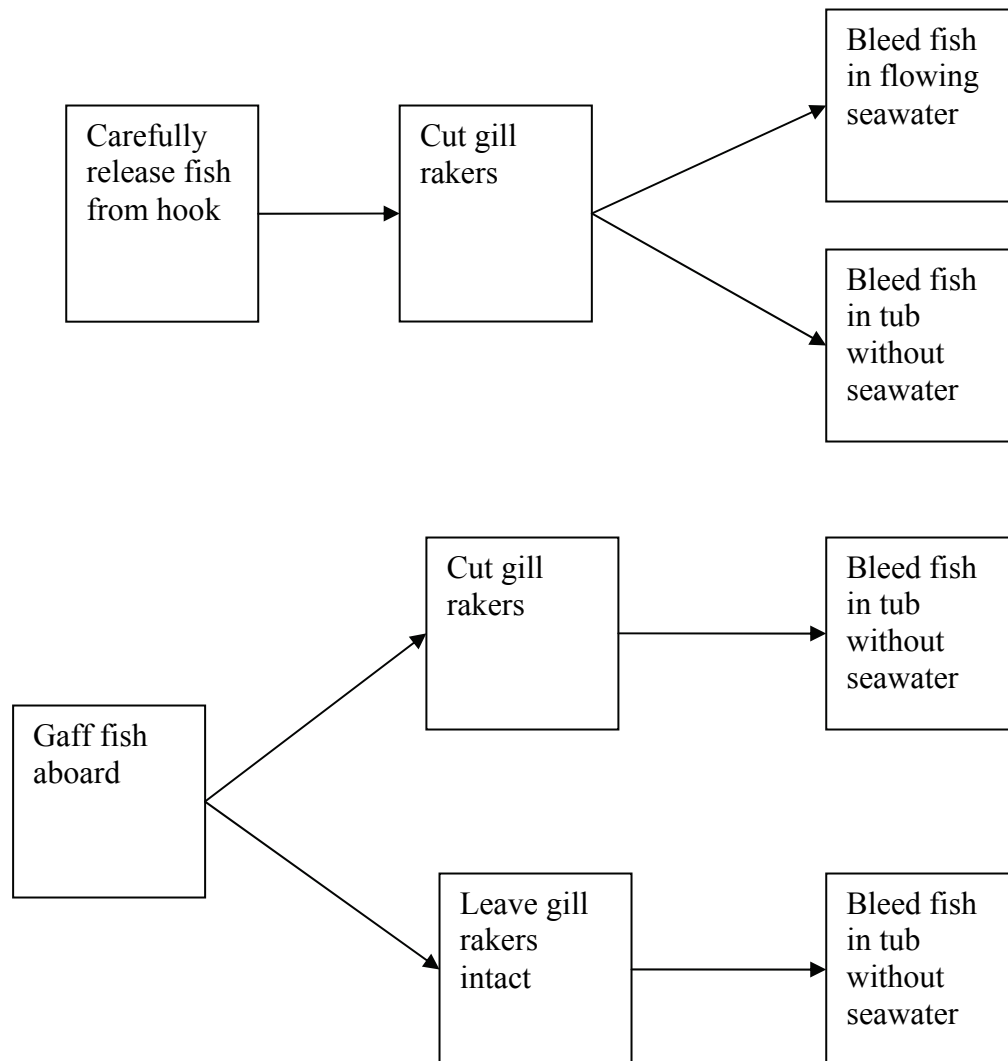 Carefully
release fish
from hook
Cut gill
rakers
Bleed fish
in flowing
seawater
Bleed fish
in tub
without
seawater
Gaff fish
aboard
Cut gill
rakers
Bleed fish
in tub
without
seawater
Leave gill
rakers
intact
Bleed fish
in tub
without
seawater